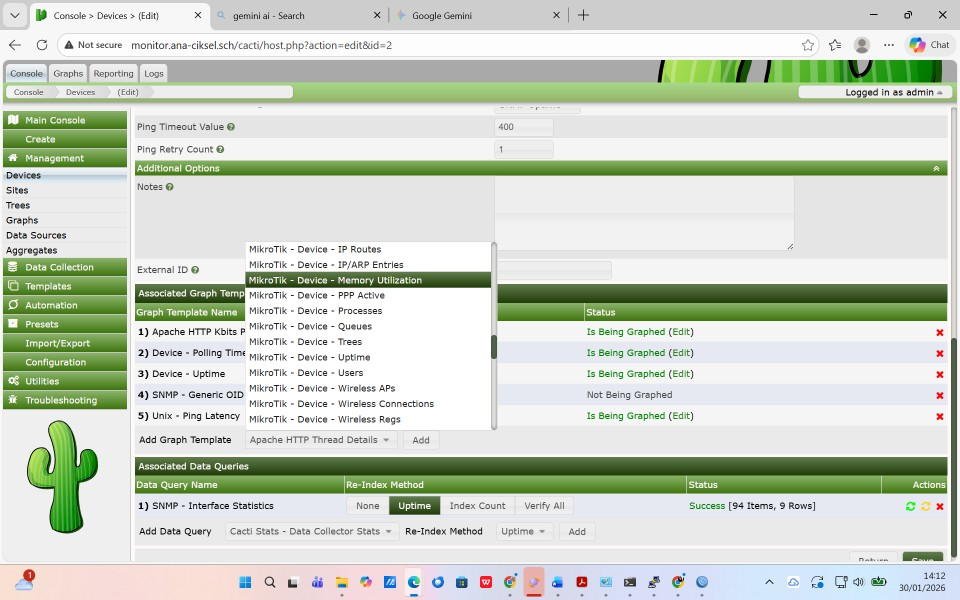 Console > Devices > (Edit)
gemini ai - Search
Google Gemini
Not secure
monitor.ana-ciksel.sch/cacti/host.php?action=edit&id=2
Chat
Console
Graphs
Reporting
Logs
Console
Devices
(Edit)
Logged in as admin
Main Console
Create
Management
Devices
Sites
Trees
Graphs
Data Sources
Aggregates
Data Collection
Templates
Automation
Presets
Import/Export
Configuration
Utilities
Troubleshooting
Ping Timeout Value
400
Ping Retry Count
1
Additional Options
Notes
External ID
MikroTik - Device - IP Routes
MikroTik - Device - IP/ARP Entries
MikroTik - Device - Memory Utilization
MikroTik - Device - PPP Active
MikroTik - Device - Processes
MikroTik - Device - Queues
MikroTik - Device - Trees
MikroTik - Device - Uptime
MikroTik - Device - Users
MikroTik - Device - Wireless APs
MikroTik - Device - Wireless Connections
MikroTik - Device - Wireless Regs
Associated Graph Temp
Graph Template Name
Status
1) Apache HTTP Kbits P
Is Being Graphed (Edit)
2) Device - Polling Time
Is Being Graphed (Edit)
3) Device - Uptime
Is Being Graphed (Edit)
4) SNMP - Generic OID
Not Being Graphed
5) Unix - Ping Latency
Is Being Graphed (Edit)
Add Graph Template
Apache HTTP Thread Details
Add
Associated Data Queries
Data Query Name
Re-Index Method
Status
Actions
1) SNMP - Interface Statistics
None
Uptime
Index Count
Verify All
Success [94 Items, 9 Rows]
Add Data Query
Cacti Stats - Data Collector Stats
Re-Index Method
Uptime
Add
Return
Save
1
14:12
30/01/2026